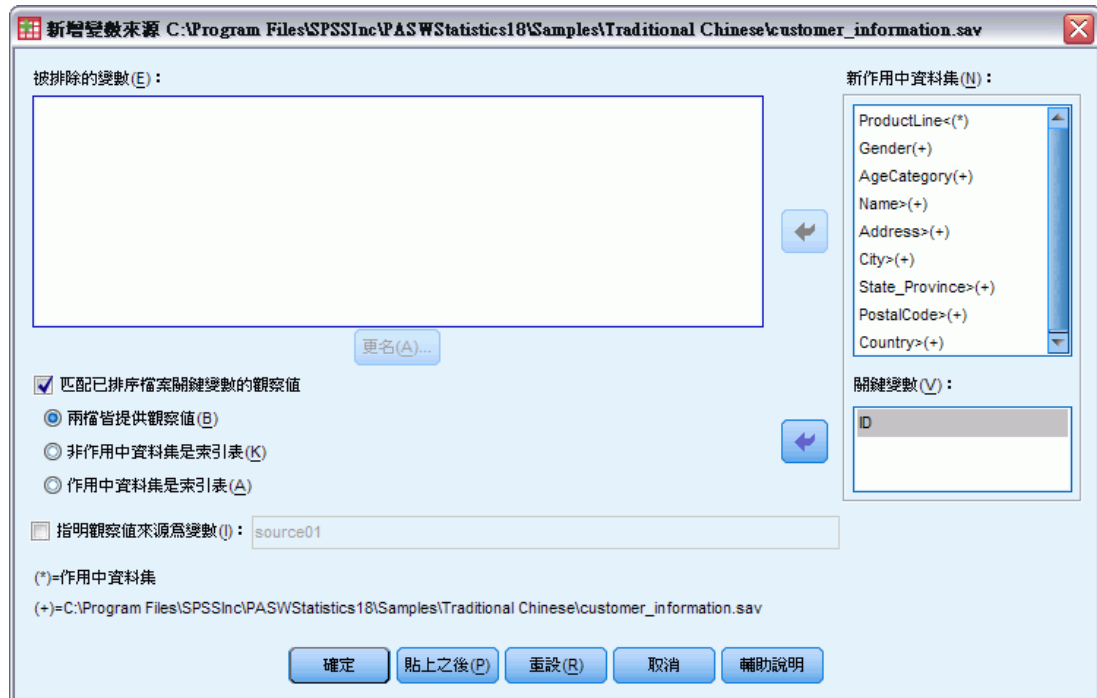 新增變數來源 C:\Program Files\SPSSInc\PASWStatistics18\Samples\Traditional Chinese\customer_information.sav
被排除的變數(E)：
新作用中資料集(N)：
ProductLine<(*)
Gender(+)
AgeCategory(+)
Name>(+)
Address>(+)
City>(+)
State_Province>(+)
PostalCode>(+)
Country>(+)
更名(A)...
匹配已排序檔案關鍵變數的觀察值
兩檔皆提供觀察值(B)
非作用中資料集是索引表(K)
作用中資料集是索引表(A)
關鍵變數(V)：
ID
指明觀察值來源為變數(I)：
source01
(*)=作用中資料集
(+)=C:\Program Files\SPSSInc\PASWStatistics18\Samples\Traditional Chinese\customer_information.sav
確定 貼上之後(P) 重設(R) 取消 輔助說明